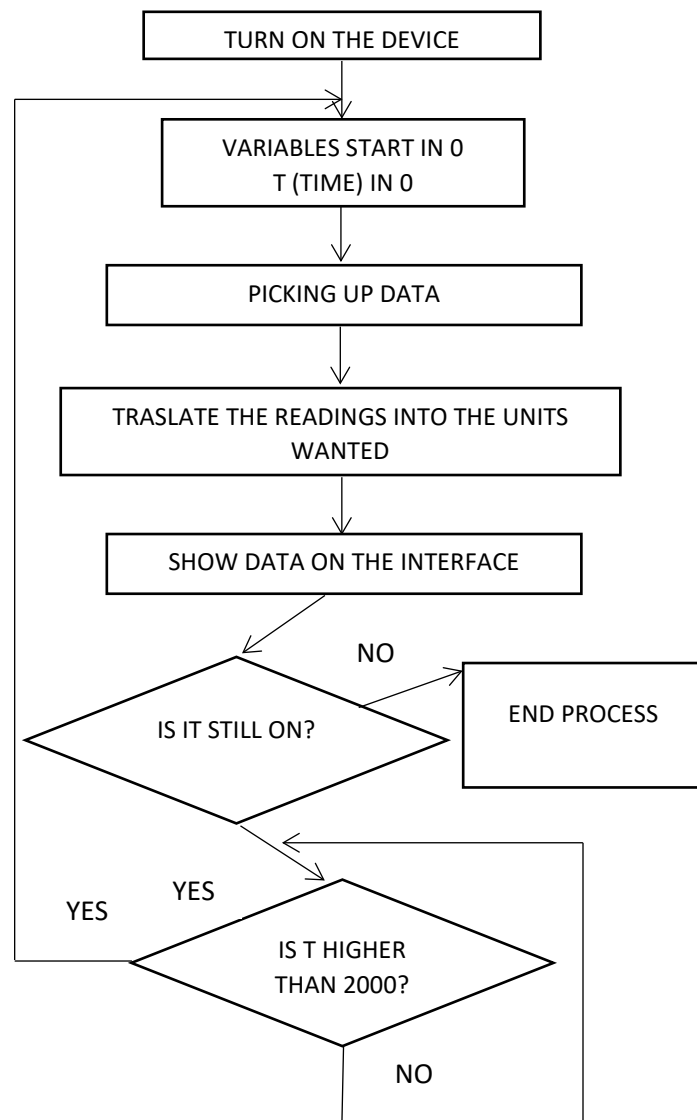 TURN ON THE DEVICE
VARIABLES START IN 0
T (TIME) IN 0
PICKING UP DATA
TRASLATE THE READINGS INTO THE UNITS
WANTED
SHOW DATA ON THE INTERFACE
NO
IS IT STILL ON?
END PROCESS
YES
YES
IS T HIGHER
THAN 2000?
NO